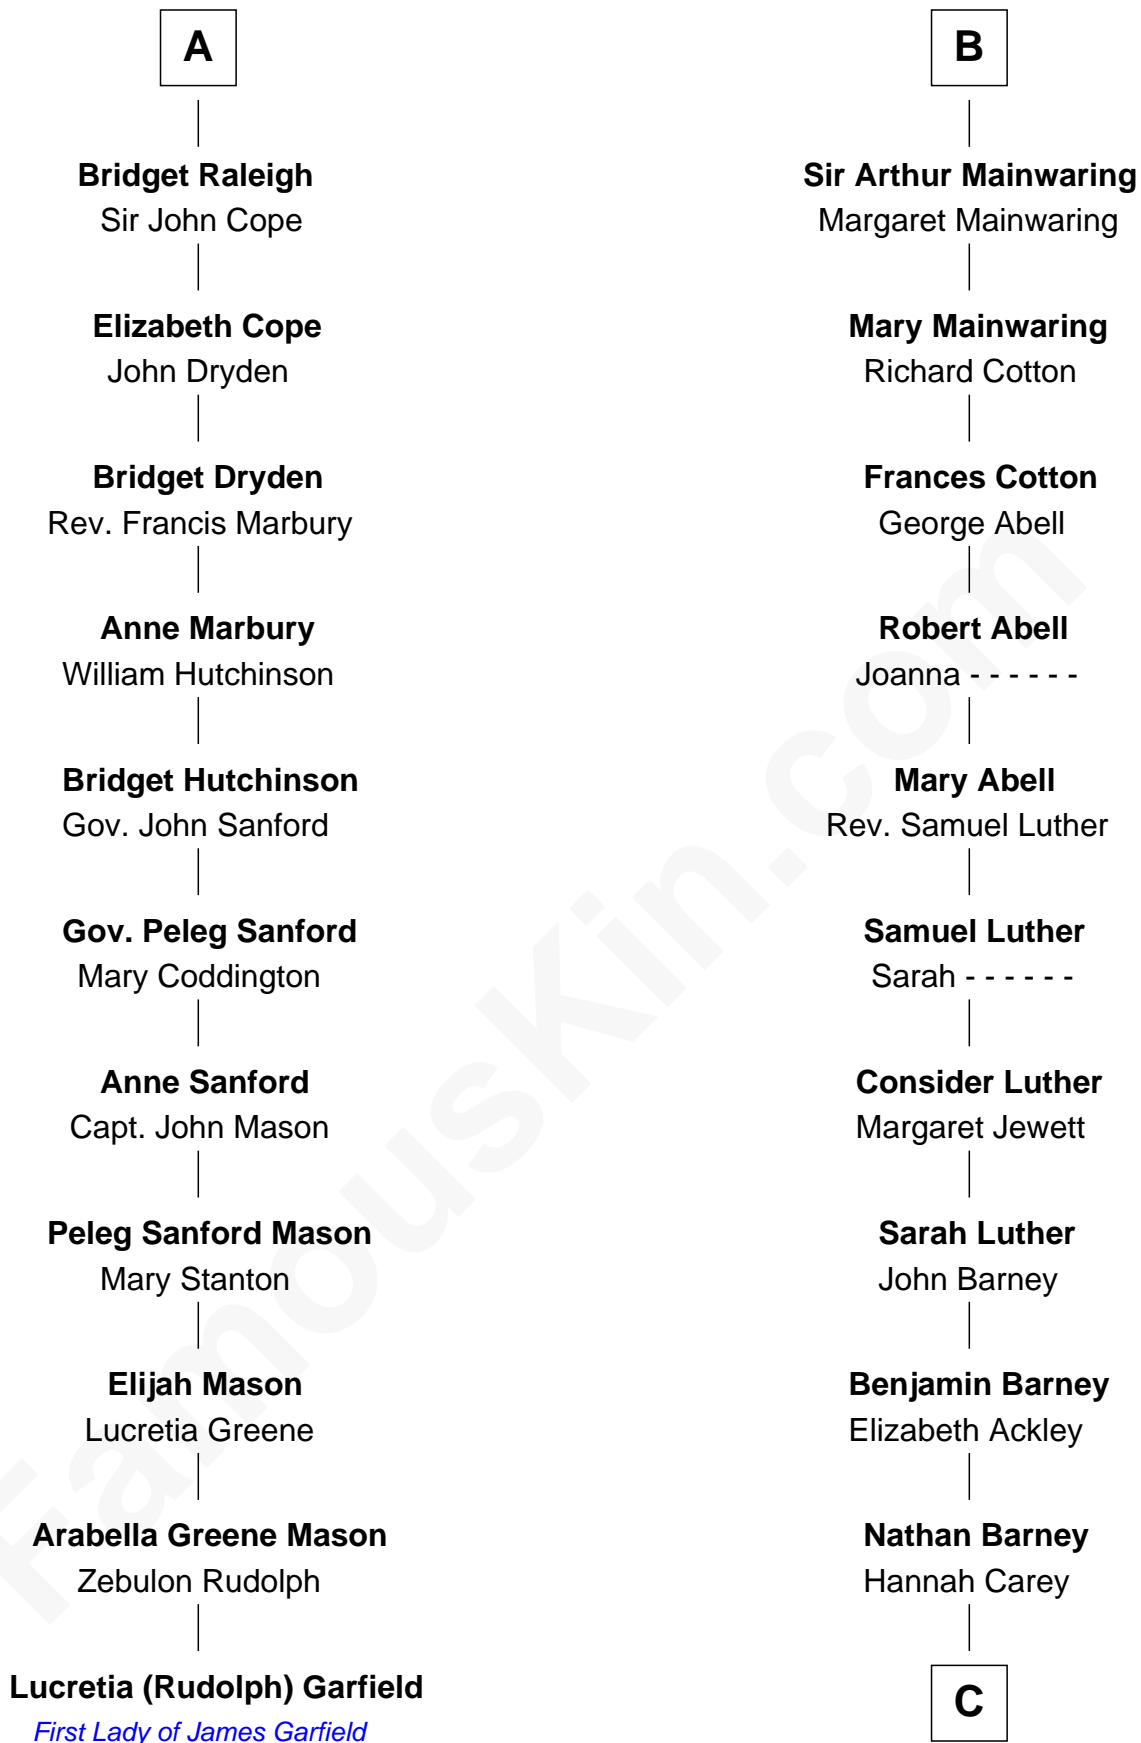 A
Bridget Raleigh
Sir John Cope
Elizabeth Cope
John Dryden
Bridget Dryden
Rev. Francis Marbury
Anne Marbury
William Hutchinson
Bridget Hutchinson
Gov. John Sanford
Gov. Peleg Sanford
Mary Coddington
Anne Sanford
Capt. John Mason
Peleg Sanford Mason
Mary Stanton
Elijah Mason
Lucretia Greene
Arabella Greene Mason
Zebulon Rudolph
Lucretia (Rudolph) Garfield
First Lady of James Garfield
B
Sir Arthur Mainwaring
Margaret Mainwaring
Mary Mainwaring
Richard Cotton
Frances Cotton
George Abell
Robert Abell
Joanna - - - - - -
Mary Abell
Rev. Samuel Luther
Samuel Luther
Sarah - - - - - -
Consider Luther
Margaret Jewett
Sarah Luther
John Barney
Benjamin Barney
Elizabeth Ackley
Nathan Barney
Hannah Carey
C
FamousKin.com